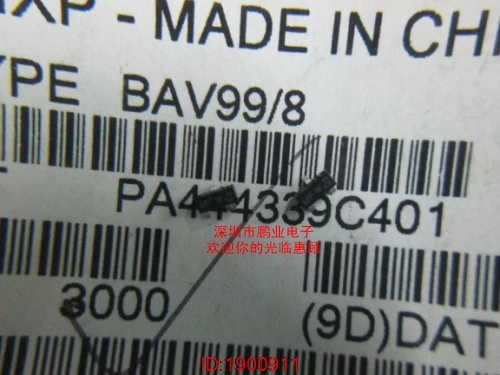 NXP - MADE IN CHI
YPE BAV99/8
PA444339C401
深圳市鹏业电子
欢迎你的光临惠顾
3000
(9D)DAT
ID:1900911